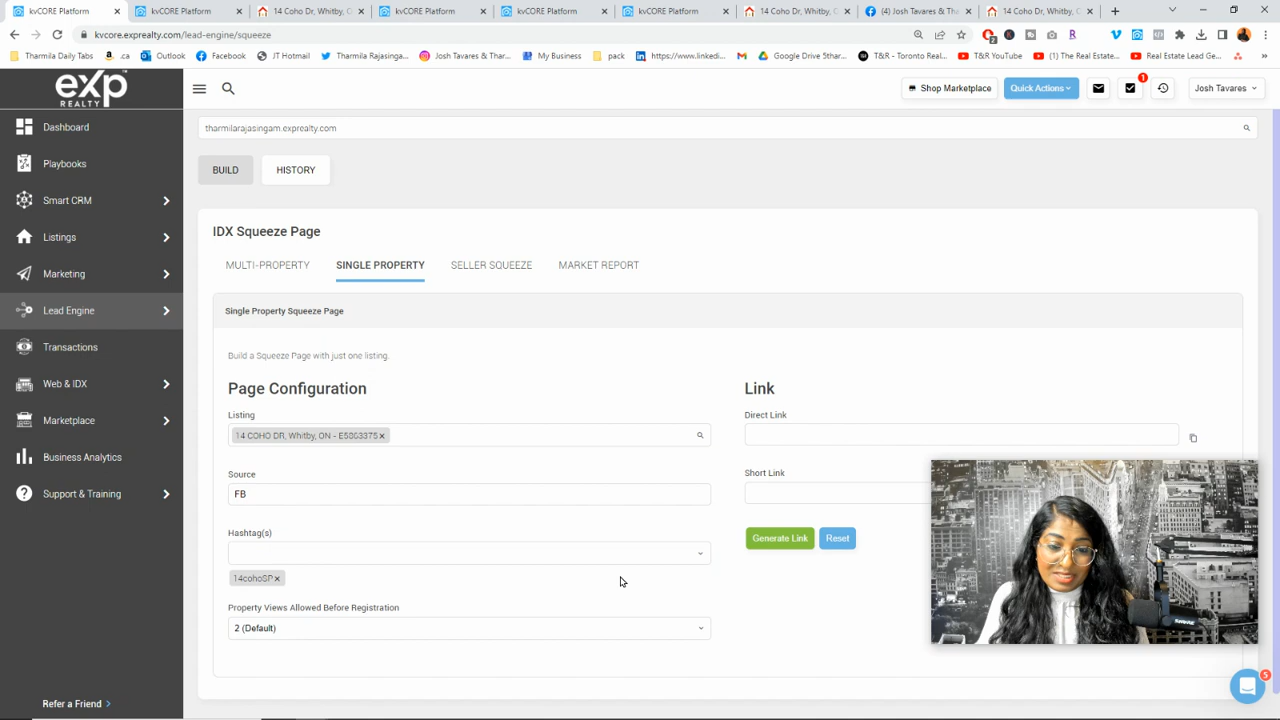 kvCORE Platform
kvCORE Platform
14 Coho Dr, Whitby,
kvCORE Platform
kvCORE Platform
kvCORE Platform
14 Coho Dr, Whitby, O
(4) Josh Tavares & Tha
14 Coho Dr, Whitby, O
kvcore.exprealty.com/lead-engine/squeeze
Tharmila Daily Tabs
.ca
Outlook
Facebook
JT Hotmail
Tharmila Rajasingan...
Josh Tavares & Thar...
My Business
pack
https://www.linkedi...
Google Drive 5thar...
T&R - Toronto Real...
T&R YouTube
(1) The Real Estate...
Real Estate Lead Ge...
exp
REALTY
Shop Marketplace
Quick Actions
1
Josh Tavares
Dashboard
Playbooks
Smart CRM
Listings
Marketing
Lead Engine
Transactions
Web & IDX
Marketplace
Business Analytics
Support & Training
Refer a Friend
tharmilarajasingam.exprealty.com
BUILD
HISTORY
IDX Squeeze Page
MULTI-PROPERTY
SINGLE PROPERTY
SELLER SQUEEZE
MARKET REPORT
Single Property Squeeze Page
Build a Squeeze Page with just one listing.
Page Configuration
Listing
14 COHO DR, Whitby, ON - E5803375
Source
FB
Hashtag(s)
14cohoSP
Property Views Allowed Before Registration
2 (Default)
Link
Direct Link
Short Link
Generate Link
Reset
5